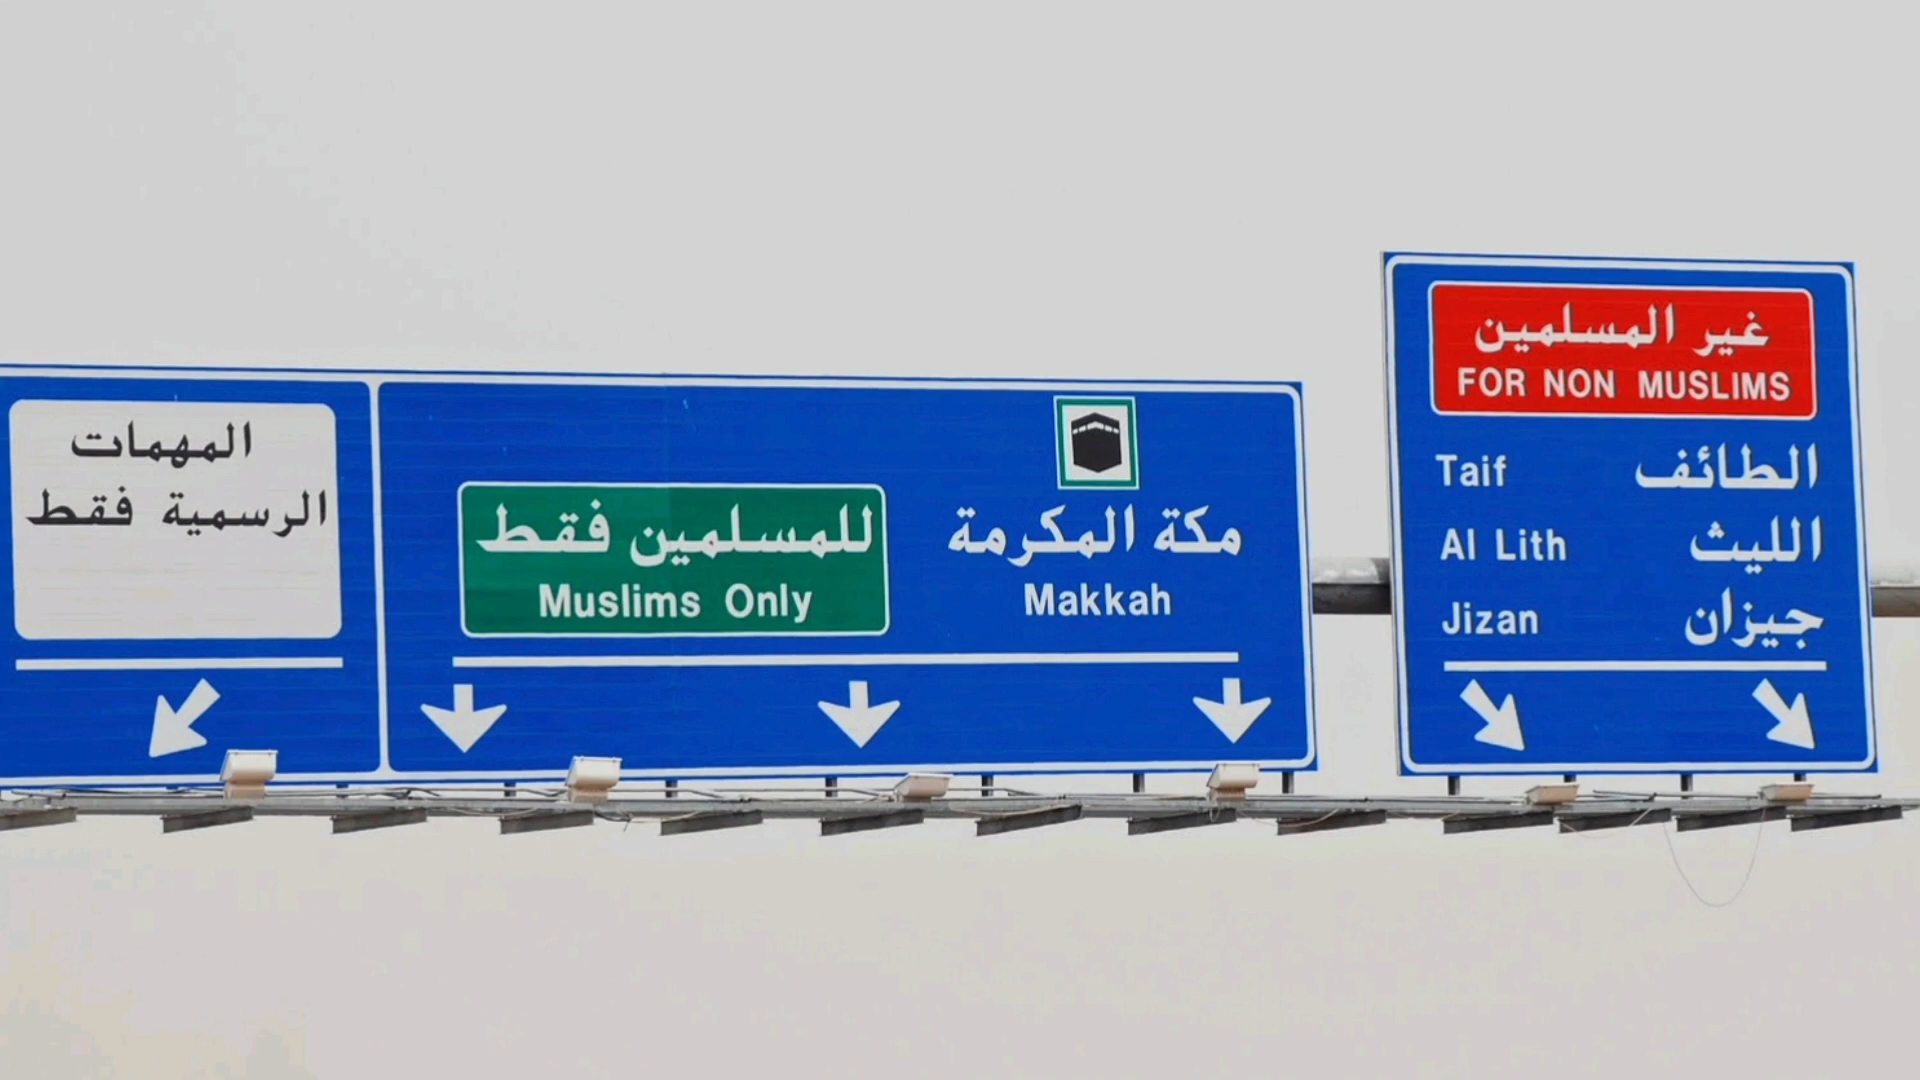 المهمات
الرسمية فقط
للمسلمين فقط
Muslims Only
مكة المكرمة
Makkah
غير المسلمين
FOR NON MUSLIMS
Taif الطائف
Al Lith الليث
Jizan جيزان